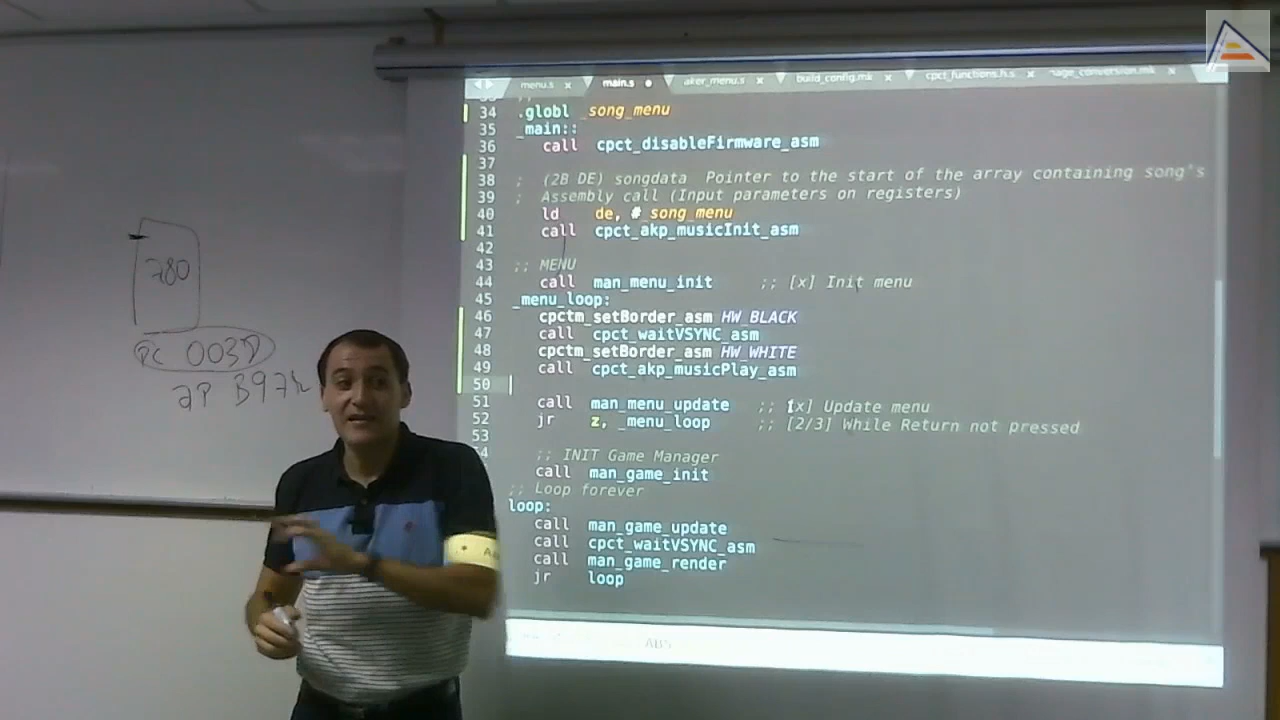 menu.s x main.s aker_menu.s x build_config.mk x cpct_functions.h.s x
34 .globl _song_menu
35 _main::
36 call cpct_disableFirmware_asm
37
38 ; (2B DE) songdata Pointer to the start of the array containing song's
39 ; Assembly call (Input parameters on registers)
40 ld de, #_song_menu
41 call cpct_akp_musicInit_asm
42
43 ;; MENU
44 call man_menu_init ;; [x] Init menu
45 _menu_loop:
46 cpctm_setBorder_asm HW_BLACK
47 call cpct_waitVSYNC_asm
48 cpctm_setBorder_asm HW_WHITE
49 call cpct_akp_musicPlay_asm
50
51 call man_menu_update ;; [x] Update menu
52 jr z, _menu_loop ;; [2/3] While Return not pressed
53
;; INIT Game Manager
call man_game_init
;; Loop forever
loop:
call man_game_update
call cpct_waitVSYNC_asm
call man_game_render
jr loop
PC 003D